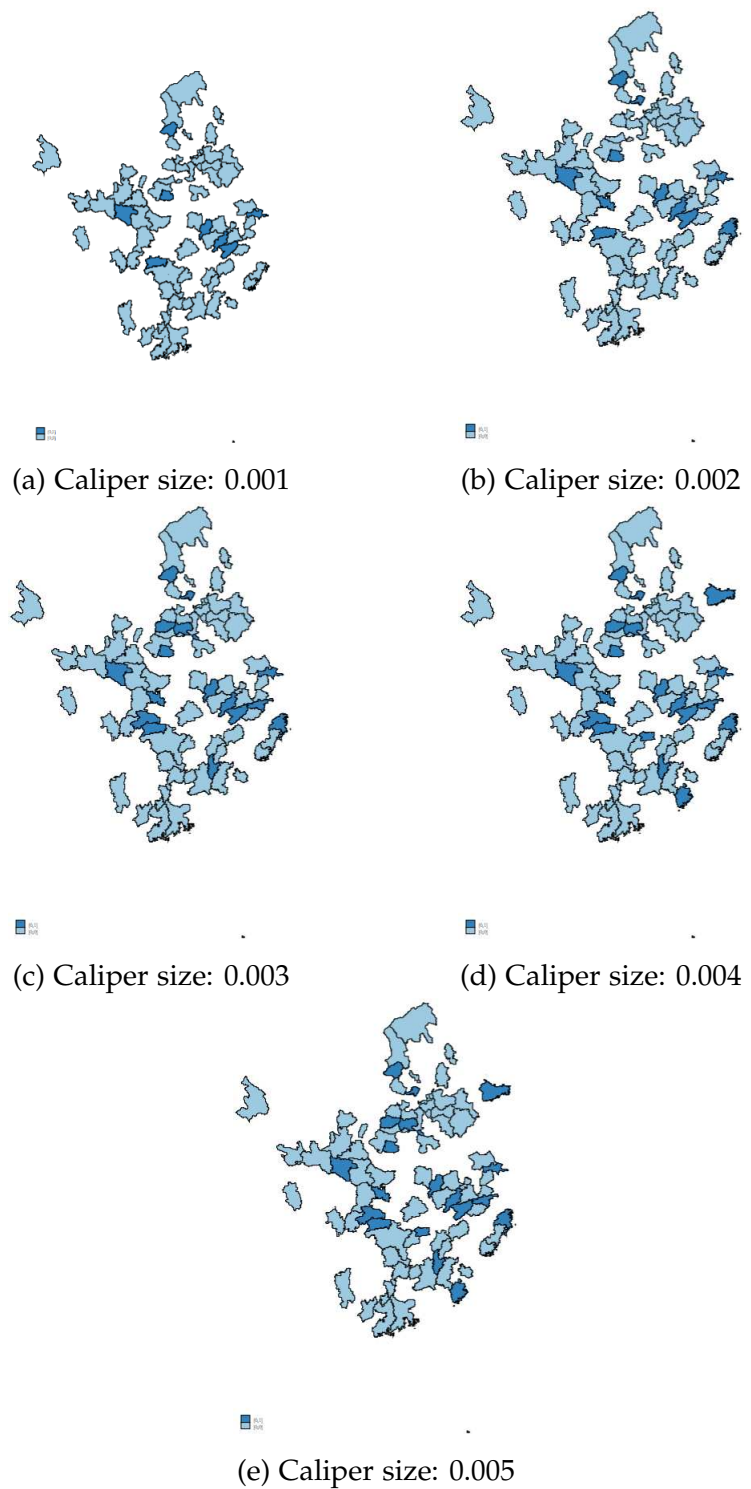 (a) Caliper size: 0.001
(b) Caliper size: 0.002
(c) Caliper size: 0.003
(d) Caliper size: 0.004
(e) Caliper size: 0.005